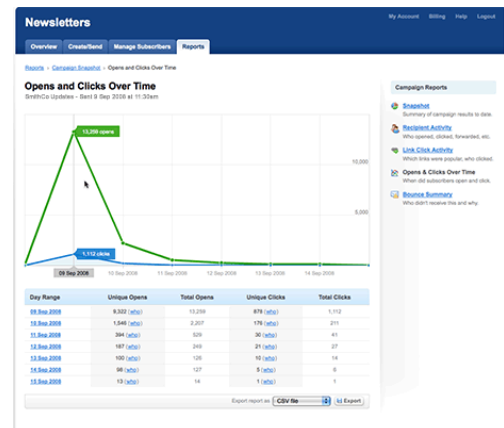 Newsletters
My Account Billing Help Logout
Overview Create/Send Manage Subscribers Reports
Reports » Campaign Snapshot » Opens and Clicks Over Time
Opens and Clicks Over Time
SmithCo Updates - Sent 9 Sep 2008 at 11:30am
13,259 opens
10,000
5,000
1,112 clicks
09 Sep 2008 10 Sep 2008 11 Sep 2008 12 Sep 2008 13 Sep 2008 14 Sep 2008
Day Range Unique Opens Total Opens Unique Clicks Total Clicks
09 Sep 2008 9,322 (who) 13,259 878 (who) 1,112
10 Sep 2008 1,546 (who) 2,207 176 (who) 211
11 Sep 2008 394 (who) 529 30 (who) 41
12 Sep 2008 187 (who) 249 21 (who) 27
13 Sep 2008 100 (who) 126 10 (who) 14
14 Sep 2008 98 (who) 127 5 (who)
15 Sep 2008 13 (who) 14 1 (who) 1
Export report as CSV file Export
Campaign Reports
Snapshot
Summary of campaign results to date.
Recipient Activity
Who opened, clicked, forwarded, etc.
Link Click Activity
Which links were popular, who clicked.
Opens & Clicks Over Time
When did subscribers open and click.
Bounce Summary
Who didn't receive this and why.